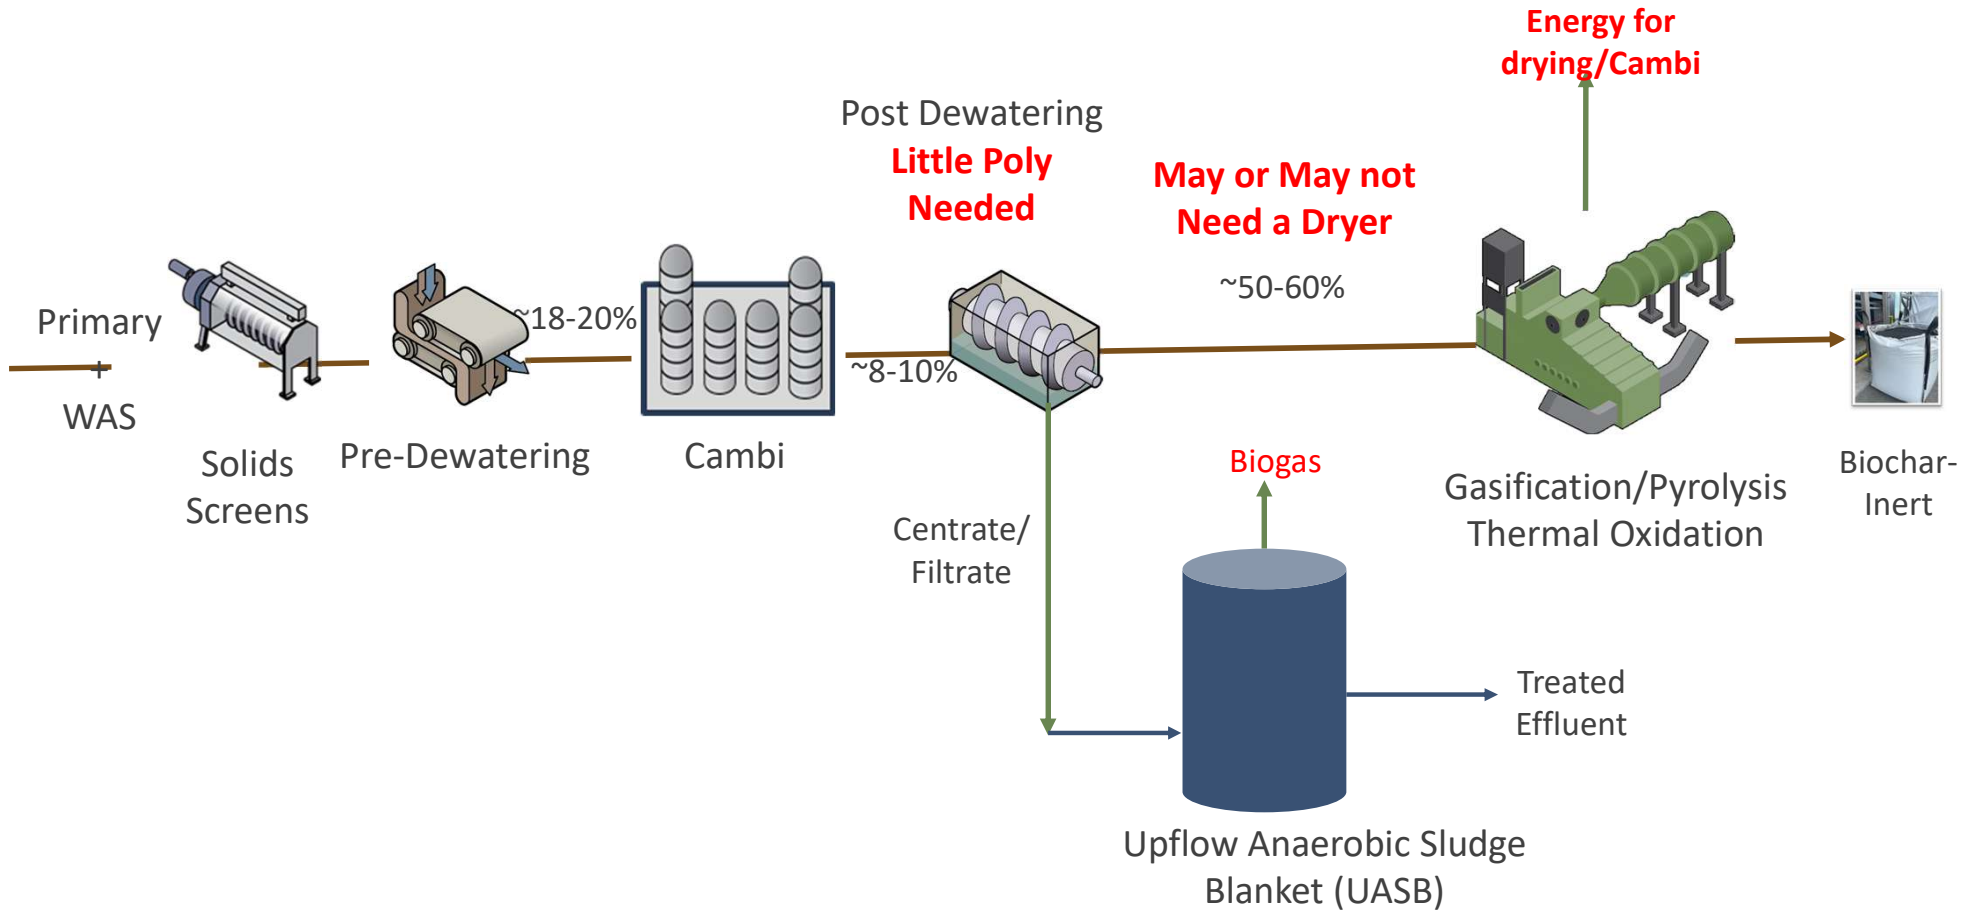 Energy for
drying/Cambi
Post Dewatering
Little Poly
Needed
May or May not
Need a Dryer
~50-60%
Primary
+
WAS
~18-20%
~8-10%
Solids
Screens
Pre-Dewatering
Cambi
Centrate/
Filtrate
Biogas
Gasification/Pyrolysis
Thermal Oxidation
Biochar-
Inert
Treated
Effluent
Upflow Anaerobic Sludge
Blanket (UASB)